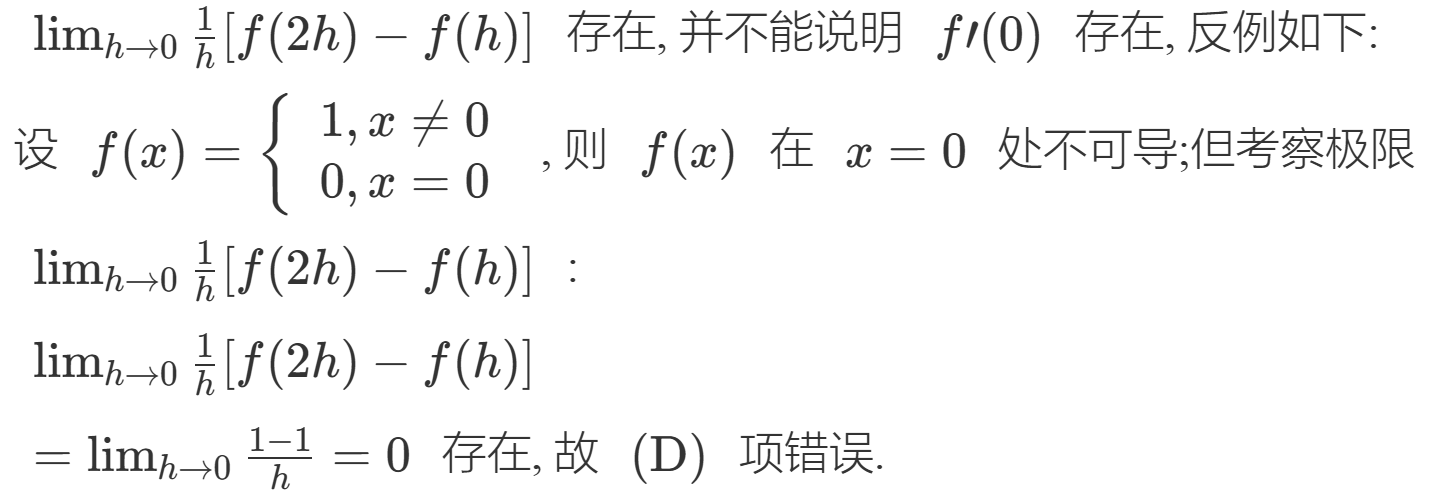 lim_{h→0} \frac{1}{h}[f(2h) − f(h)] 存在, 并不能说明 f′(0) 存在, 反例如下:
设 f(x) = { 1, x ≠ 0
0, x = 0 , 则 f(x) 在 x = 0 处不可导;但考察极限
lim_{h→0} \frac{1}{h}[f(2h) − f(h)] :
lim_{h→0} \frac{1}{h}[f(2h) − f(h)]
= lim_{h→0} \frac{1−1}{h} = 0 存在, 故 (D) 项错误.